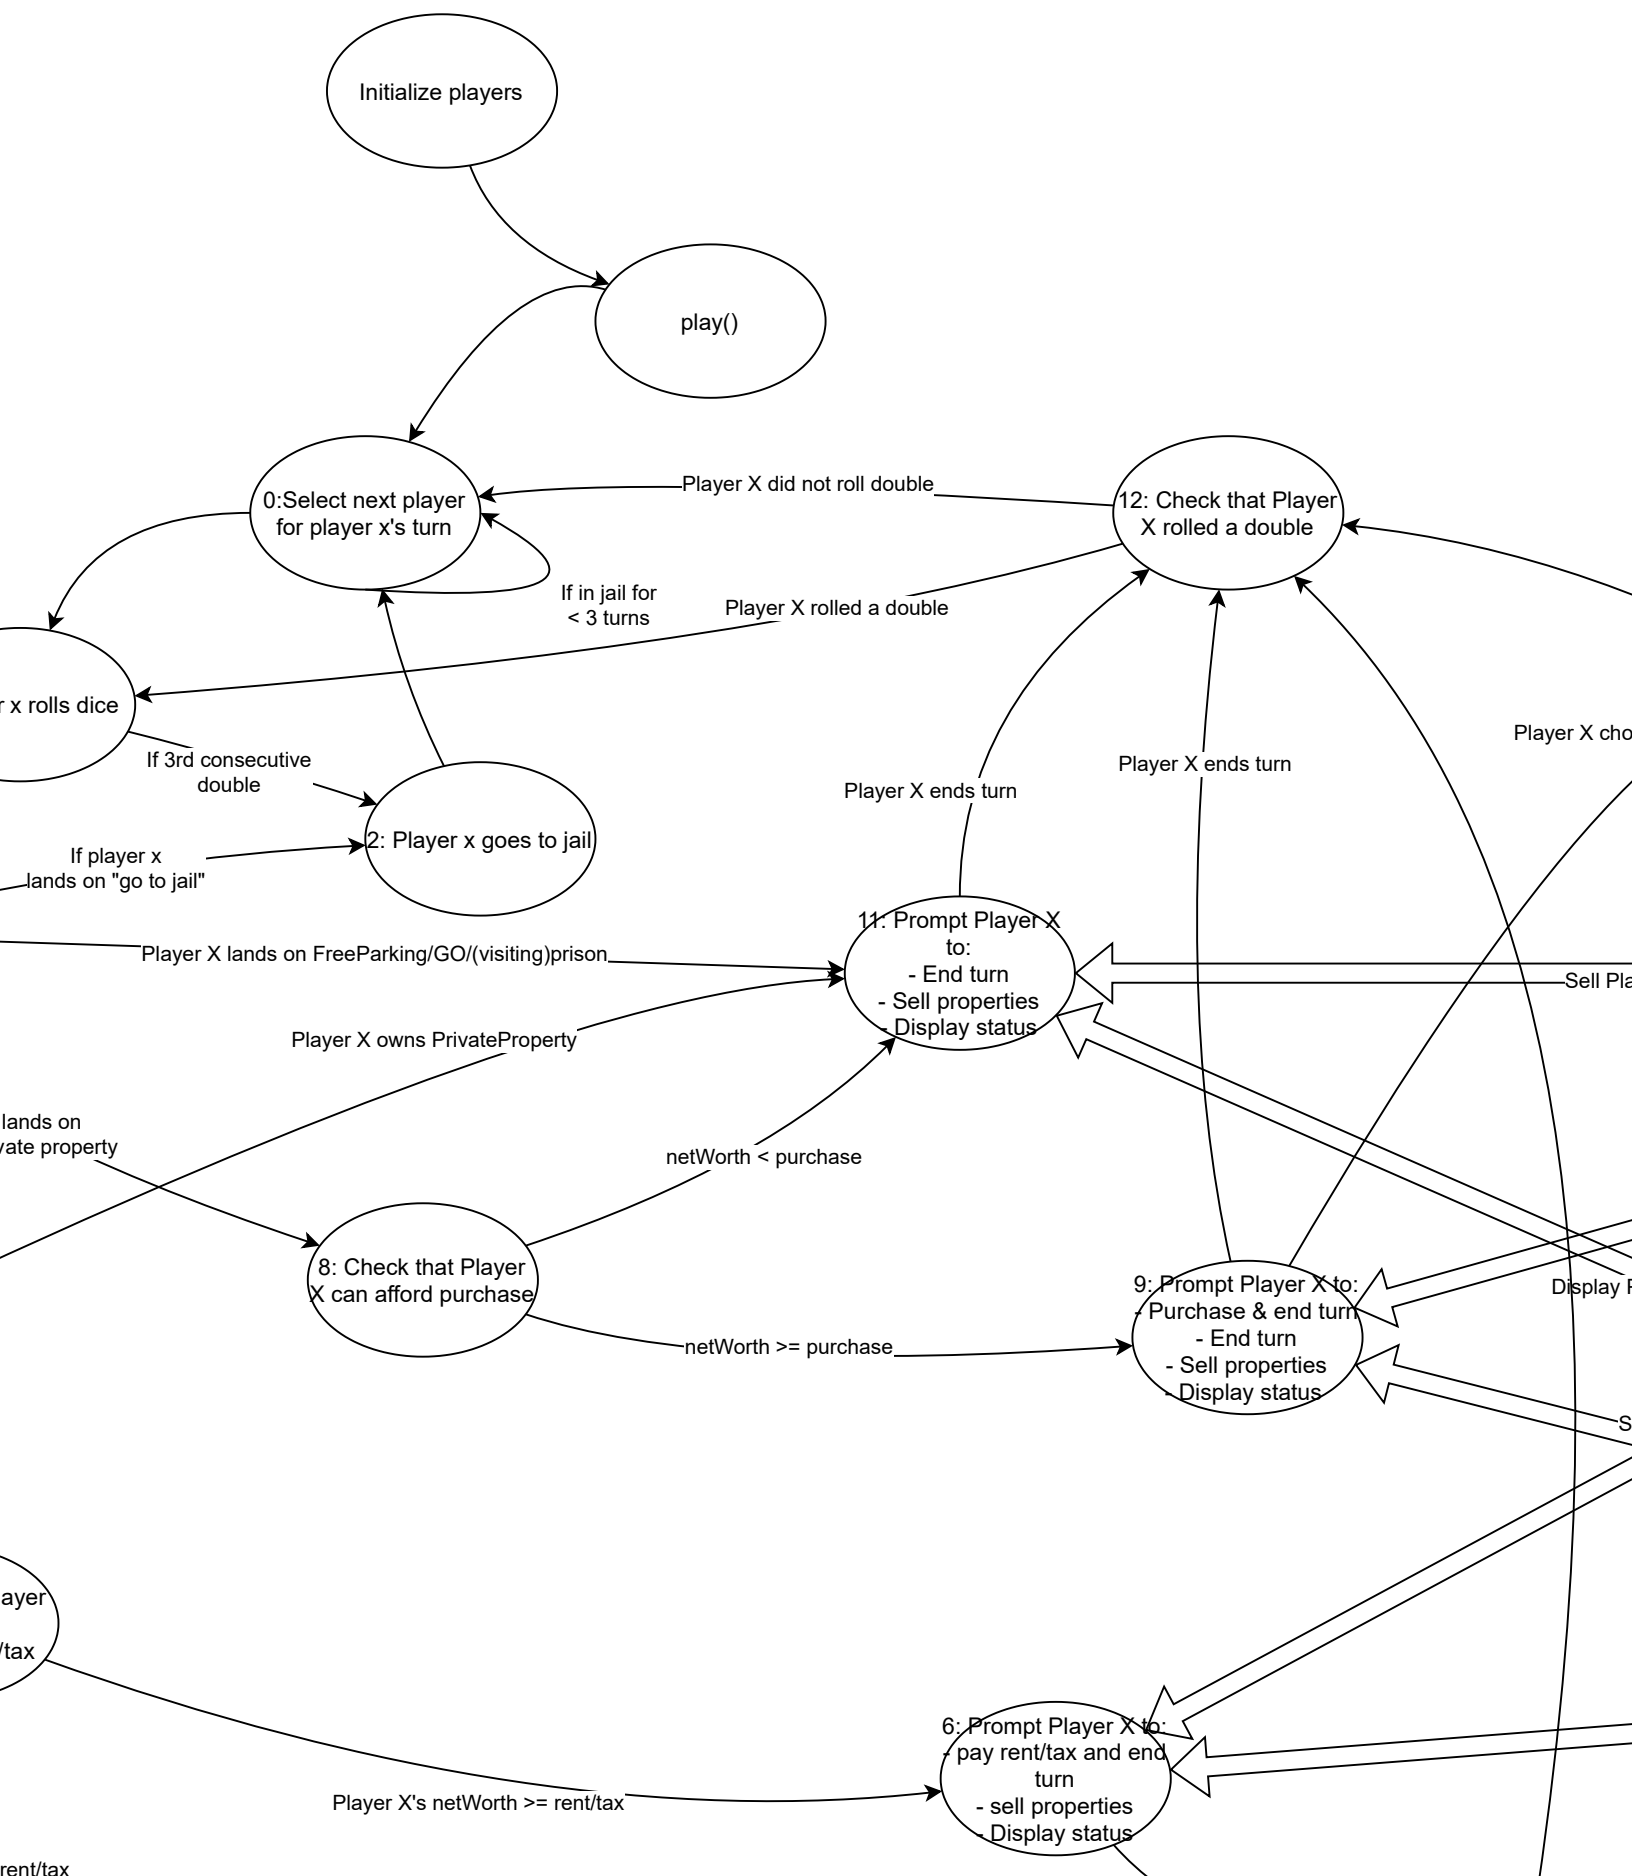 Initialize players
play()
0:Select next player
for player x's turn
Player X did not roll double
12: Check that Player
X rolled a double
If in jail for
< 3 turns
Player X rolled a double
r x rolls dice
If 3rd consecutive
double
Player X ends turn
Player X ends turn
Player X cho
2: Player x goes to jail
If player x
lands on "go to jail"
Player X lands on FreeParking/GO/(visiting)prison
11: Prompt Player X
to:
- End turn
- Sell properties
- Display status
Sell Pla
Player X owns PrivateProperty
lands on
vate property
netWorth < purchase
8: Check that Player
X can afford purchase
9: Prompt Player X to:
- Purchase & end turn
- End turn
- Sell properties
- Display status
Display
netWorth >= purchase
S
ayer
/tax
6: Prompt Player X to:
- pay rent/tax and end
turn
- sell properties
- Display status
Player X's netWorth >= rent/tax
rent/tax